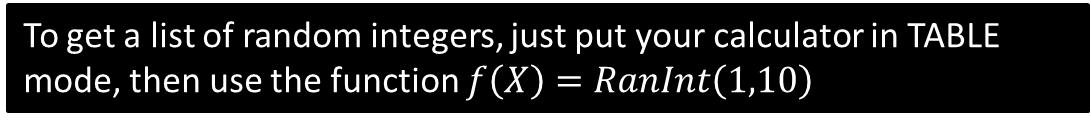 To get a list of random integers, just put your calculator in TABLE
mode, then use the function f(X) = RanInt(1,10)